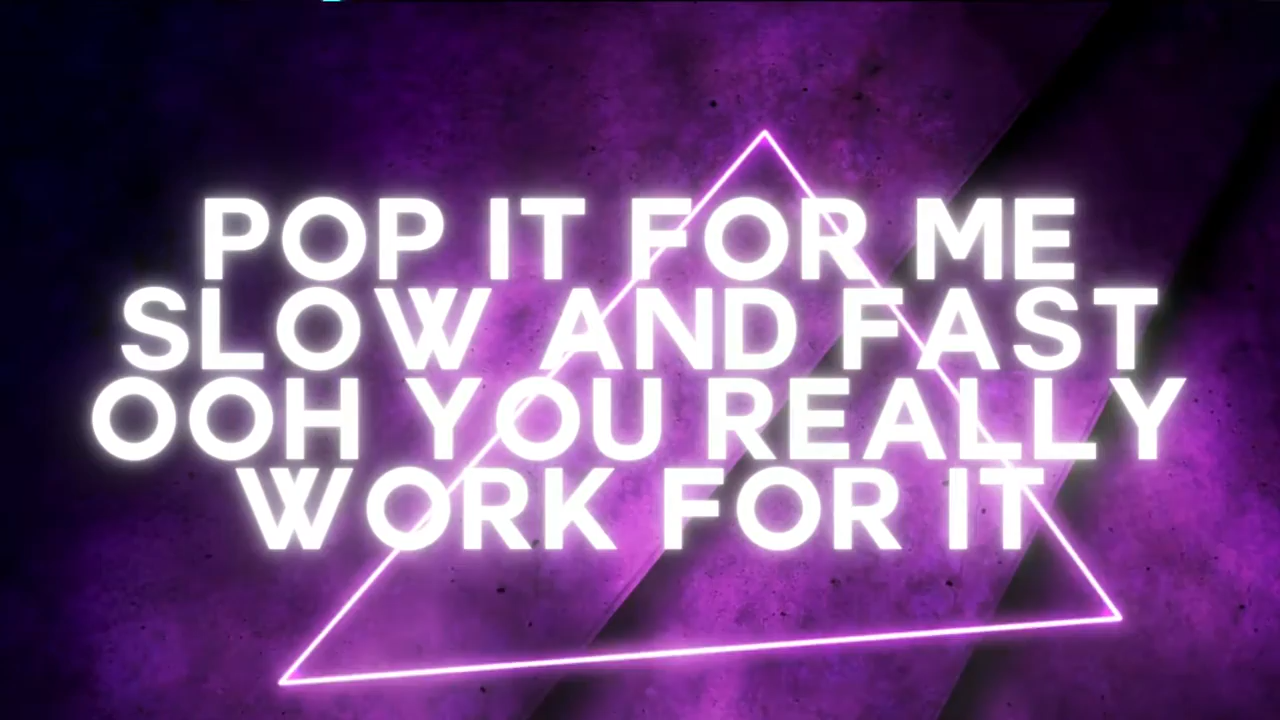 POP IT FOR ME
SLOW AND FAST
OOH YOU REALLY
WORK FOR IT